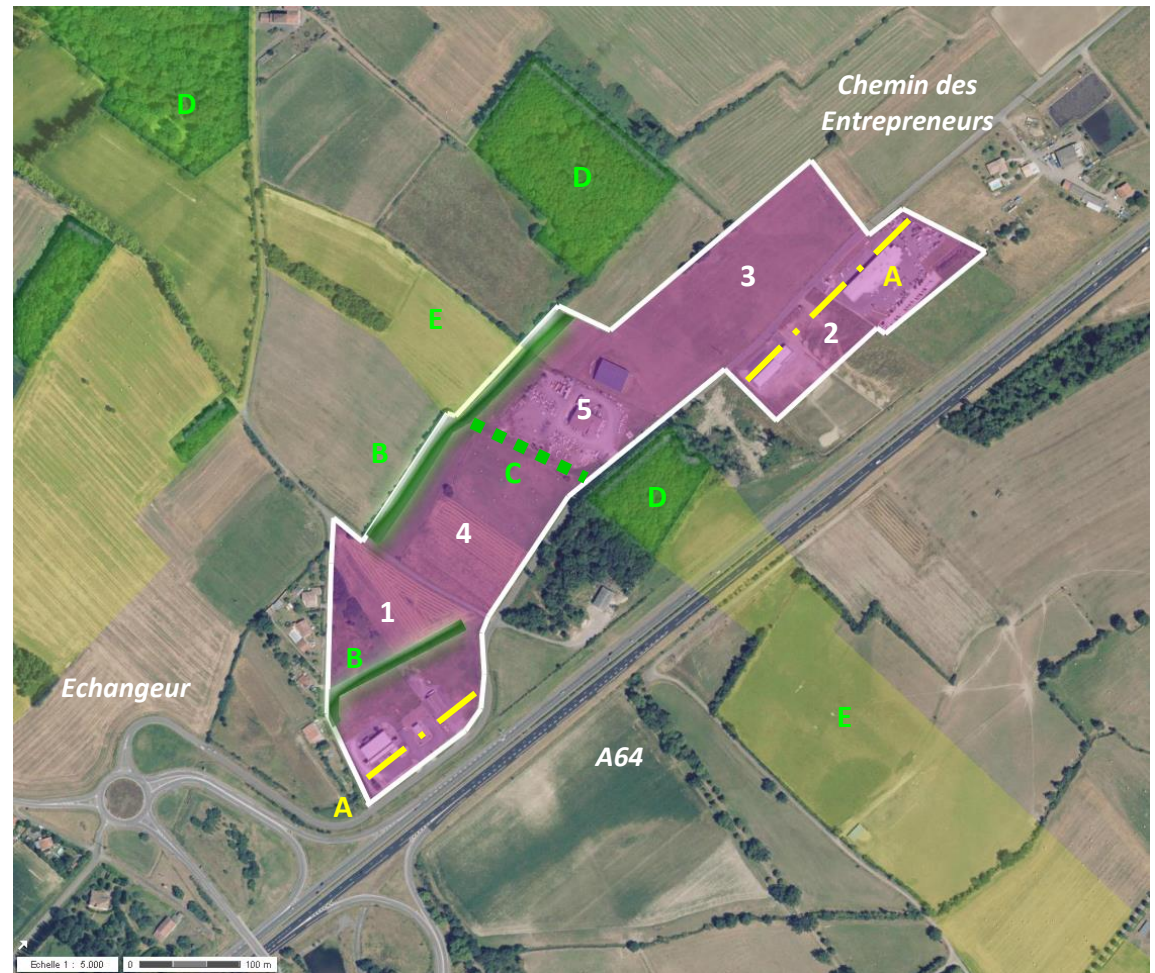 D
Chemin des
Entrepreneurs
D
3
A
2
E
5
B
C
D
4
1
B
Echangeur
E
A64
A
Echelle 1 : 5.000
0
100 m